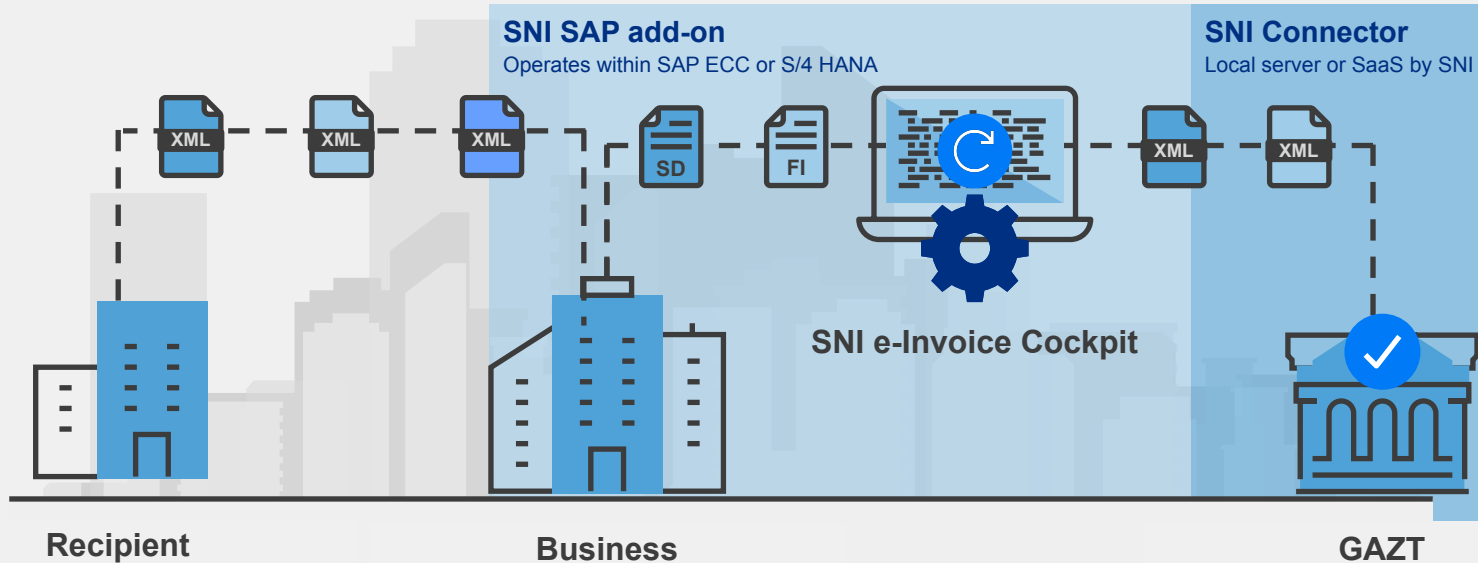 SNI SAP add-on
Operates within SAP ECC or S/4 HANA
SNI Connector
Local server or SaaS by SNI
XML
XML
XML
SD
FI
XML
XML
SNI e-Invoice Cockpit
Recipient
Business
GAZT